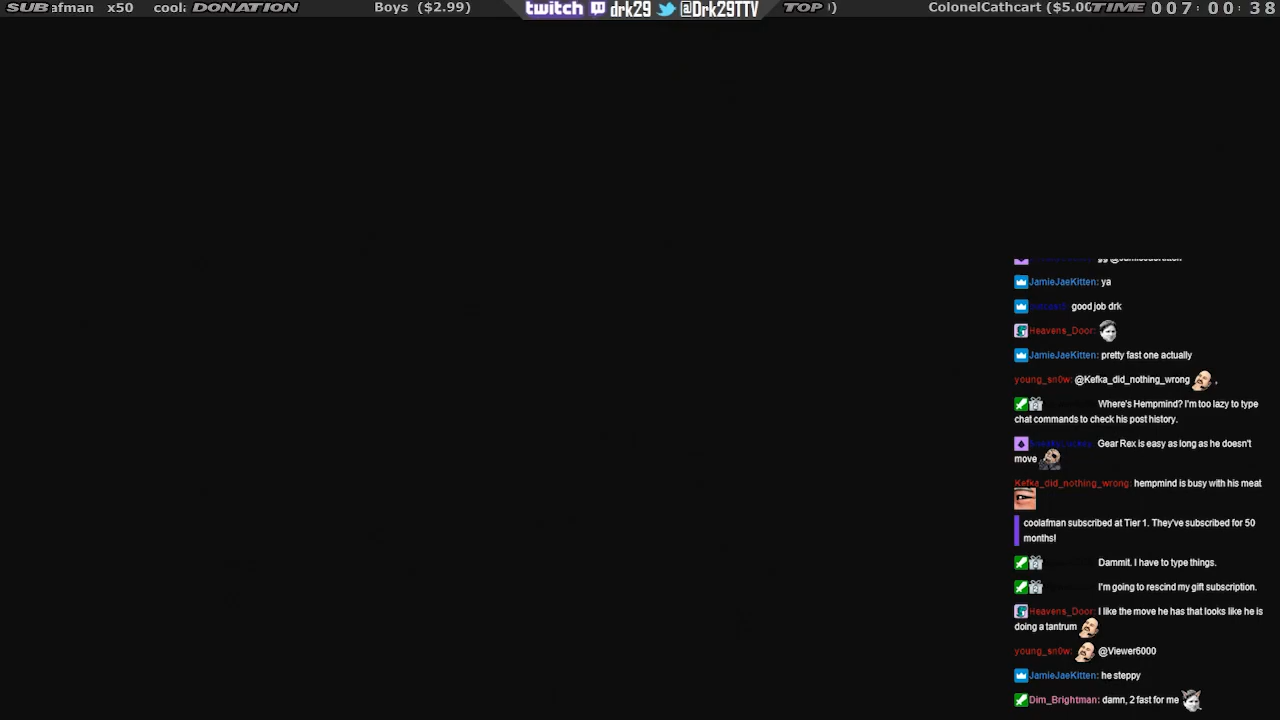 SUB afman x50 cool DONATION Boys ($2.99) twitch drk29 @Drk29TTV TOP ) ColonelCathcart ($5.00 TIME 007:00:38
JamieJaeKitten: ya
good job drk
Heavens_Door:
JamieJaeKitten: pretty fast one actually
young_sn0w: @Kefka_did_nothing_wrong ,
Where's Hempmind? I'm too lazy to type
chat commands to check his post history.
Gear Rex is easy as long as he doesn't
move
Kefka_did_nothing_wrong: hempmind is busy with his meat
coolafman subscribed at Tier 1. They've subscribed for 50
months!
Dammit. I have to type things.
I'm going to rescind my gift subscription.
Heavens_Door: I like the move he has that looks like he is
doing a tantrum
young_sn0w: @Viewer6000
JamieJaeKitten: he steppy
Dim_Brightman: damn, 2 fast for me